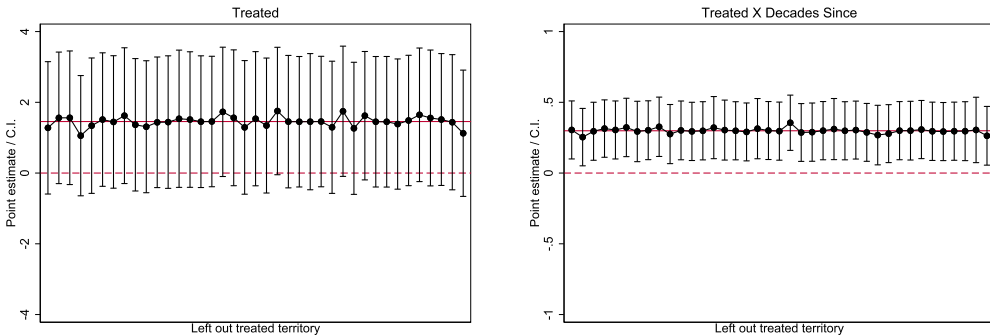 Treated
Point estimate / C.I.
4
2
0
-2
-4
Left out treated territory
Treated X Decades Since
Point estimate / C.I.
1
.5
0
-.5
-1
Left out treated territory